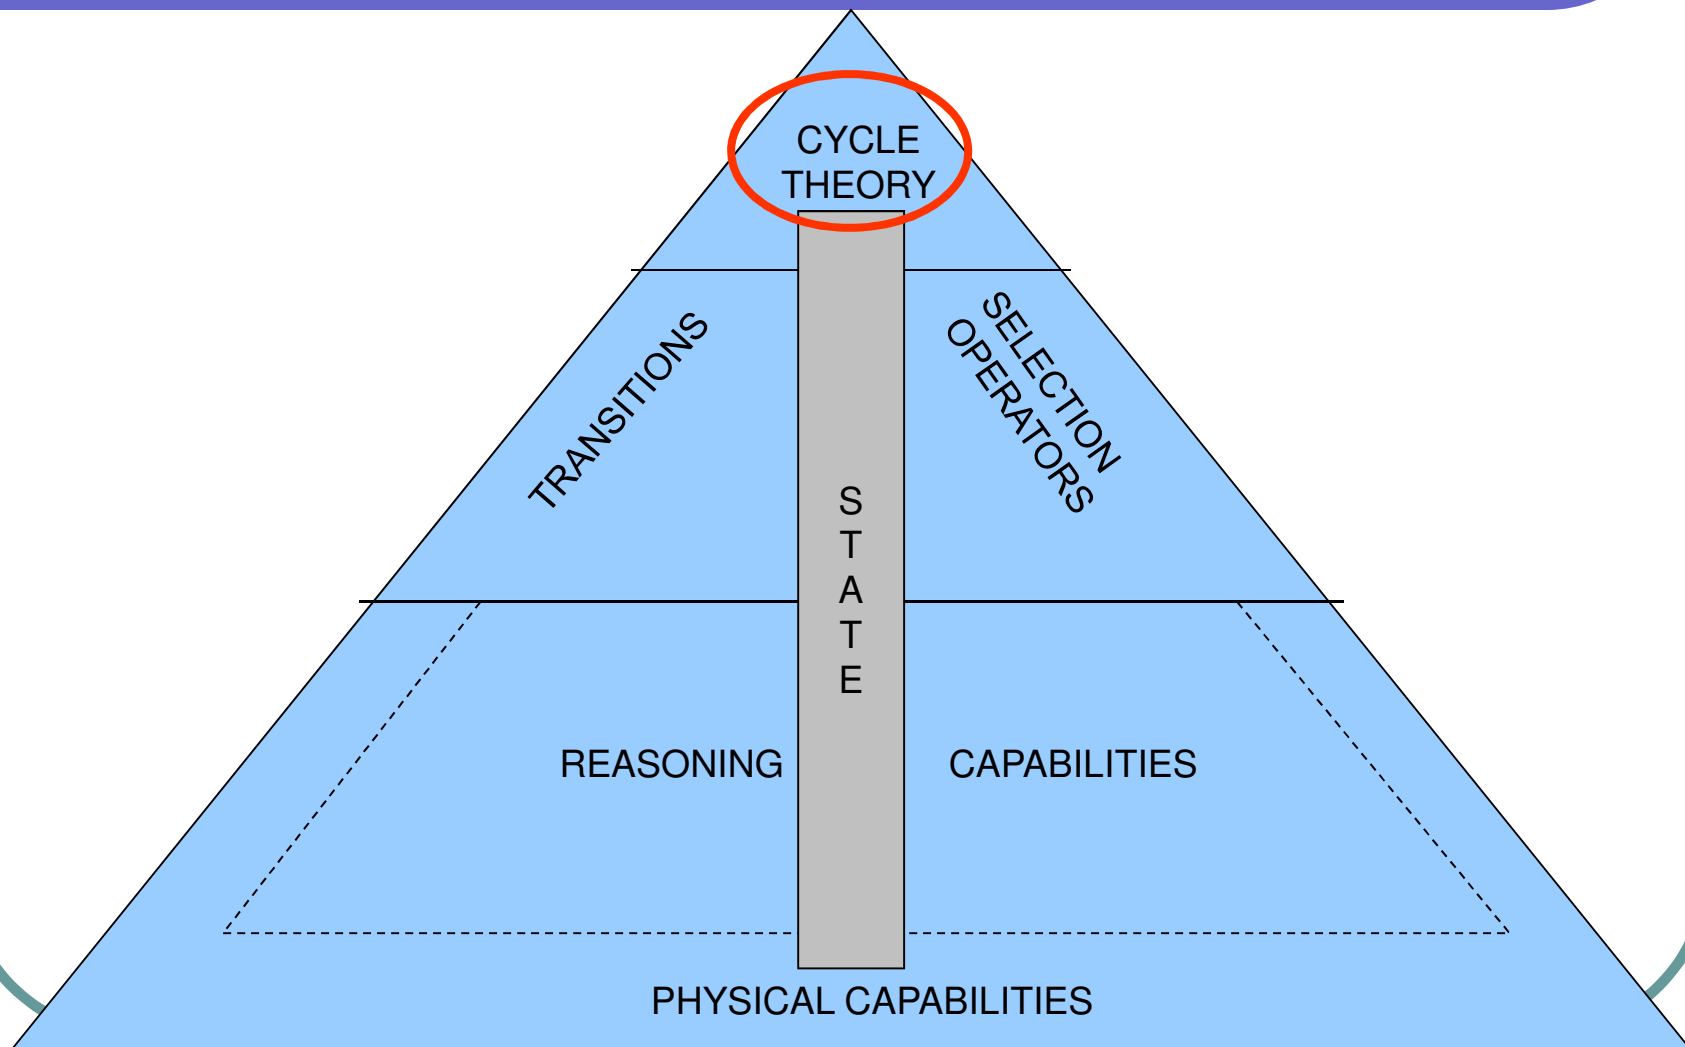 CYCLE
THEORY
TRANSITIONS
SELECTION
OPERATORS
S
T
A
T
E
REASONING
CAPABILITIES
PHYSICAL CAPABILITIES